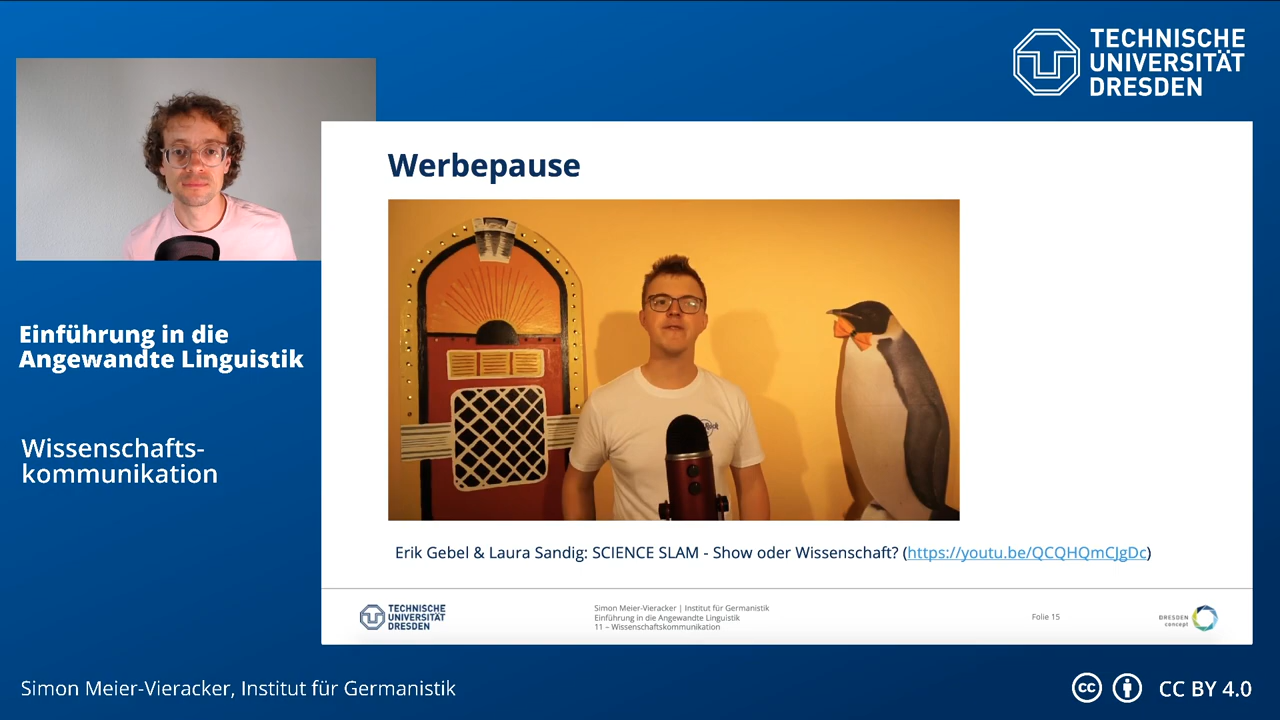 TECHNISCHE
UNIVERSITÄT
DRESDEN
Werbepause
Einführung in die
Angewandte Linguistik
Wissenschafts-
kommunikation
Erik Gebel & Laura Sandig: SCIENCE SLAM - Show oder Wissenschaft? (https://youtu.be/QCQHQmCJgDc)
TECHNISCHE
UNIVERSITÄT
DRESDEN
Simon Meier-Vieracker | Institut für Germanistik
Einführung in die Angewandte Linguistik
11 – Wissenschaftskommunikation
Folie 15
DRESDEN
concept
Simon Meier-Vieracker, Institut für Germanistik
cc
CC BY 4.0